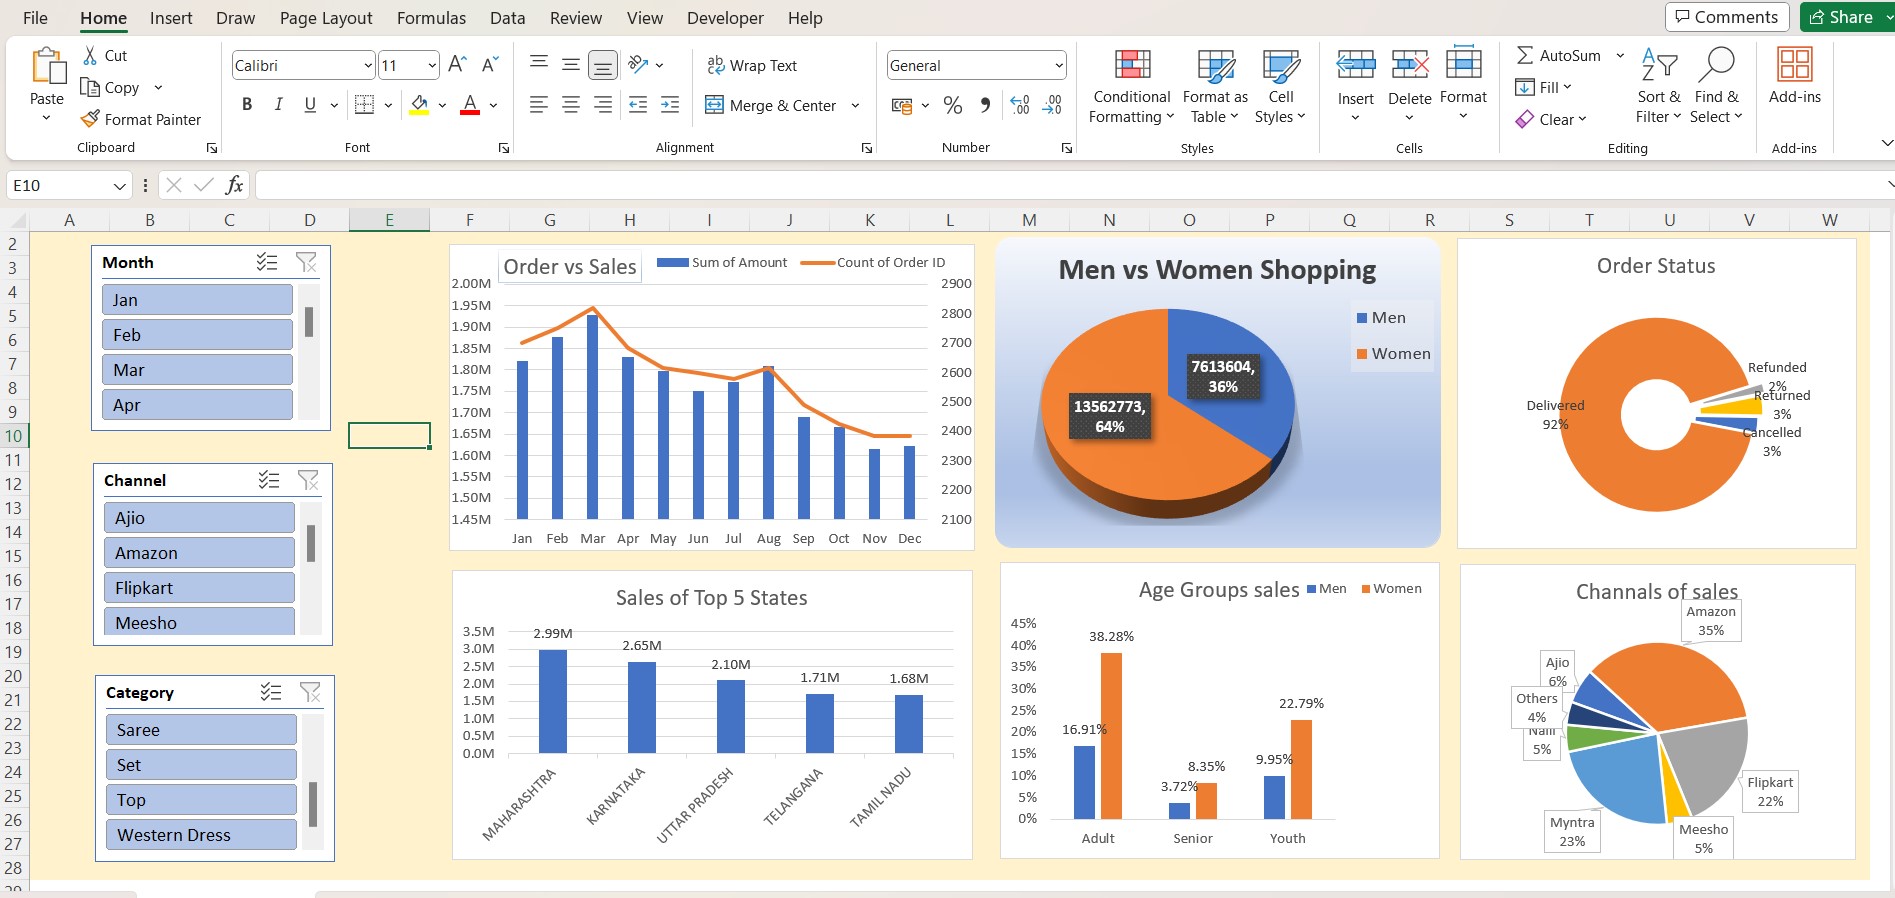 File Home Insert Draw Page Layout Formulas Data Review View Developer Help Comments Share
Cut
Copy
Format Painter
Paste
Clipboard
Calibri 11
B I U A
Font
Wrap Text
Merge & Center
Alignment
General
Number
Conditional Formatting
Format as Table
Cell Styles
Styles
Insert
Delete
Format
Cells
AutoSum
Fill
Clear
Sort & Filter
Find & Select
Editing
Add-ins
Add-ins
E10 fx
A B C D E F G H I J K L M N O P Q R S T U V W
2
3
4
5
6
7
8
9
10
11
12
13
14
15
16
17
18
19
20
21
22
23
24
25
26
27
28
29
Month
Jan
Feb
Mar
Apr
Channel
Ajio
Amazon
Flipkart
Meesho
Category
Saree
Set
Top
Western Dress
Order vs Sales Sum of Amount Count of Order ID
2.00M 2900
1.95M
1.90M 2800
1.85M 2700
1.80M 2600
1.75M
1.70M 2500
1.65M 2400
1.60M 2300
1.55M
1.50M 2200
1.45M 2100
Jan Feb Mar Apr May Jun Jul Aug Sep Oct Nov Dec
Men vs Women Shopping
Men
Women
7613604,
36%
13562773,
64%
Order Status
Refunded
2%
Returned
3%
Cancelled
3%
Delivered
92%
Sales of Top 5 States
3.5M
3.0M
2.5M
2.0M
1.5M
1.0M
0.5M
0.0M
2.99M
2.65M
2.10M
1.71M
1.68M
MAHARASHTRA
KARNATAKA
UTTAR PRADESH
TELANGANA
TAMIL NADU
Age Groups sales Men Women
45%
40%
35%
30%
25%
20%
15%
10%
5%
0%
16.91%
38.28%
3.72%
8.35%
9.95%
22.79%
Adult Senior Youth
Channals of sales
Amazon
35%
Ajio
6%
Others
4%
5%
Myntra
23%
Meesho
5%
Flipkart
22%